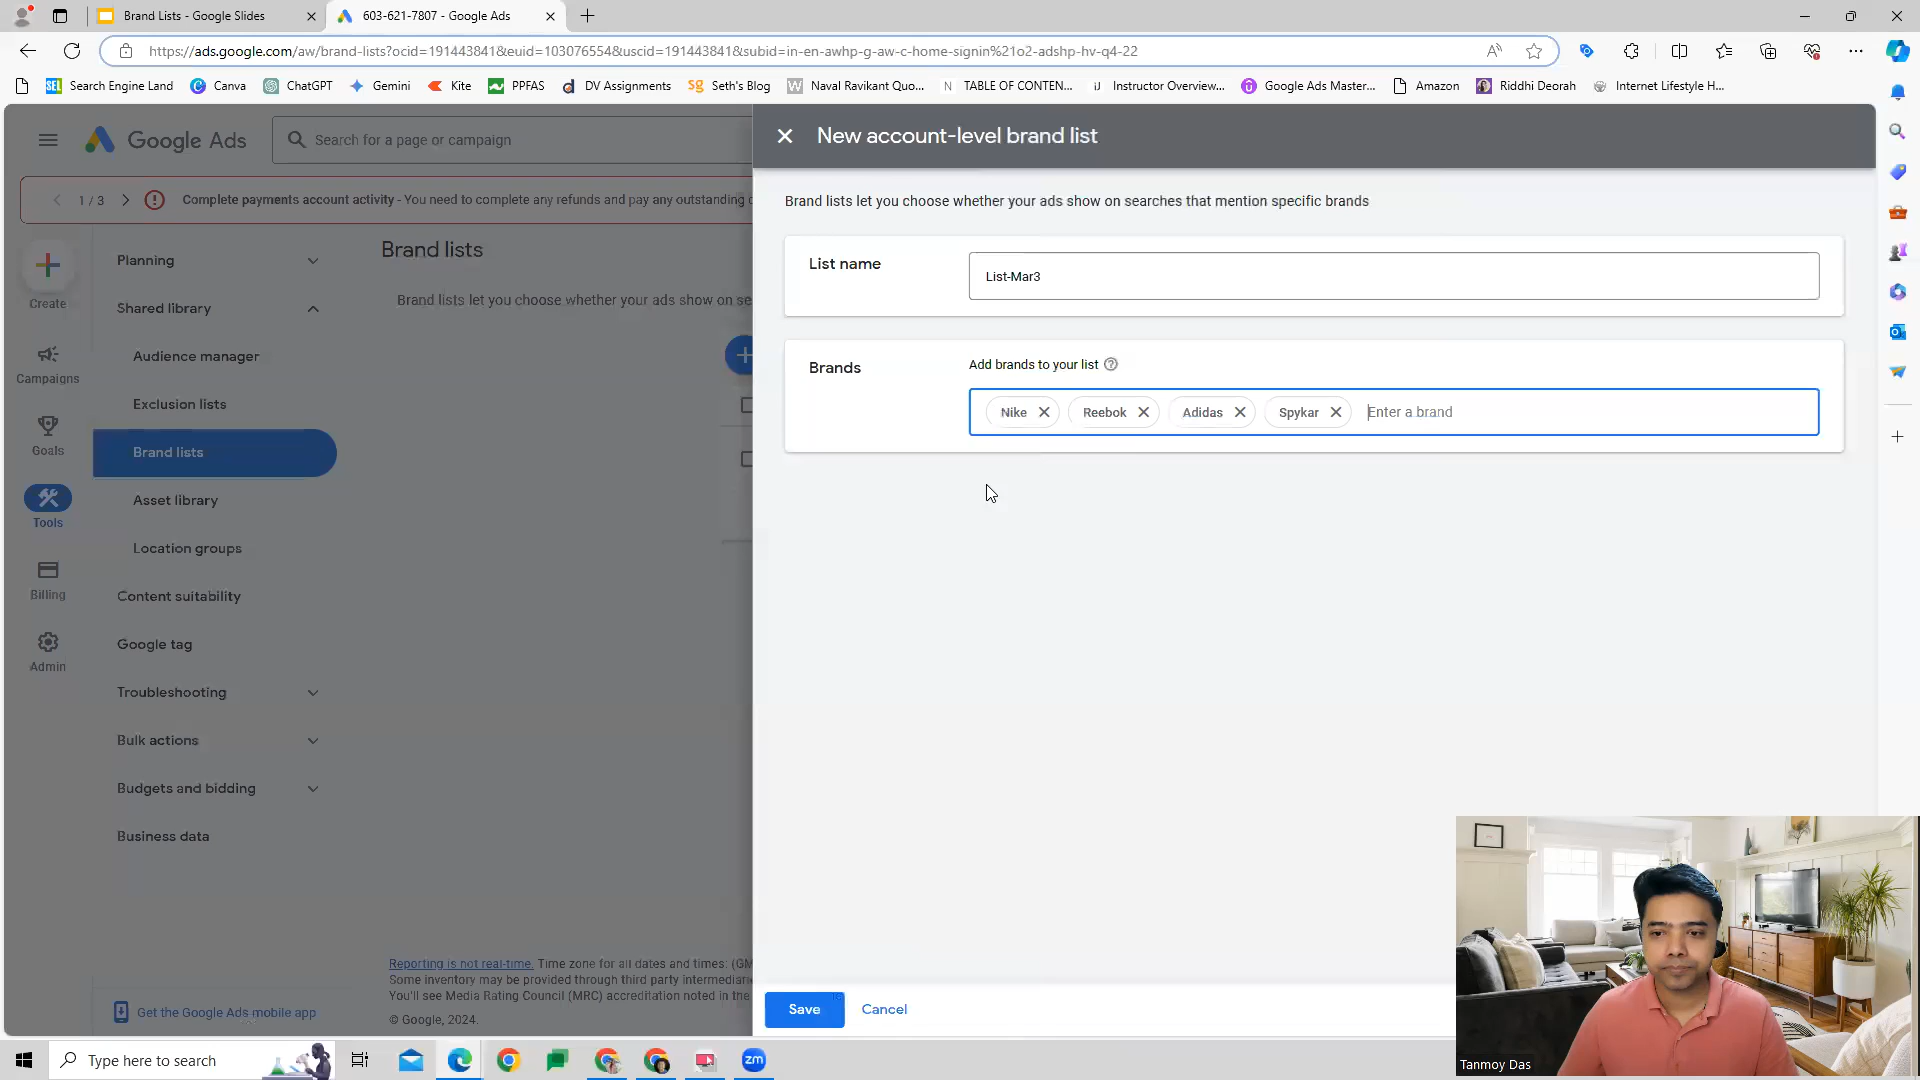 Brand Lists - Google Slides
603-621-7807 - Google Ads
https://ads.google.com/aw/brand-lists?ocid=191443841&euid=1030765548&uscid=191443841&subid=in-en-awhp-g-aw-c-home-signin%21o2-adshp-hv-q4-22
Search Engine Land
Canva
ChatGPT
Gemini
Kite
PPFAS
DV Assignments
Seth's Blog
Naval Ravikant Quo...
TABLE OF CONTEN...
Instructor Overview...
Google Ads Master...
Amazon
Riddhi Deorah
Internet Lifestyle H...
Google Ads
Search for a page or campaign
New account-level brand list
1 / 3
Complete payments account activity - You need to complete any refunds and pay any outstanding
Brand lists let you choose whether your ads show on searches that mention specific brands
Create
Campaigns
Goals
Tools
Billing
Admin
Planning
Shared library
Audience manager
Exclusion lists
Brand lists
Asset library
Location groups
Content suitability
Google tag
Troubleshooting
Bulk actions
Budgets and bidding
Business data
Get the Google Ads mobile app
Brand lists
Brand lists let you choose whether your ads show on se
List name
List-Mar3
Brands
Add brands to your list
Nike
Reebok
Adidas
Spykar
Enter a brand
Reporting is not real-time. Time zone for all dates and times: (GM
Some inventory may be provided through third party intermediarie
You'll see Media Rating Council (MRC) accreditation noted in the
© Google, 2024.
Save
Cancel
Tanmoy Das
Type here to search
zm